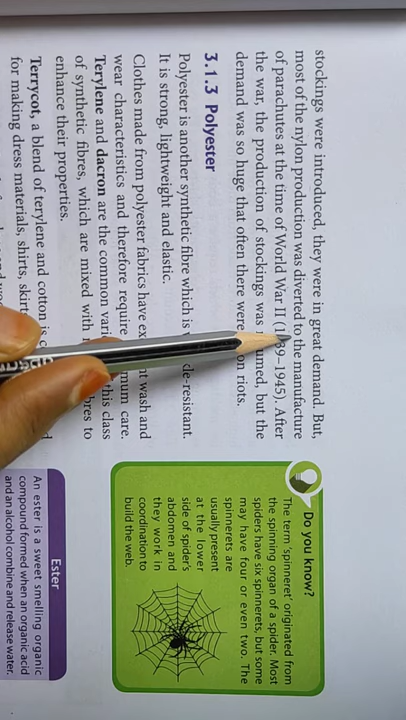 stockings were introduced, they were in great demand. But,
most of the nylon production was diverted to the manufacture
of parachutes at the time of World War II (1939–1945). After
the war, the production of stockings was, but the
demand was so huge that often there were riots.
3.1.3 Polyester
Polyester is another synthetic fibre which is
It is strong, lightweight and elastic.
Clothes made from polyester fabrics have wash and
wear characteristics and therefore require care.
Terylene and dacron are the common this class
of synthetic fibres, which are mixed with to
enhance their properties.
Terrycot, a blend of terylene and cotton is
for making dress materials, shirts,
Do you know?
The term 'spinneret' originated from
the spinning organ of a spider. Most
spiders have six spinnerets, but some
may have four or even two. The
spinnerets are
usually present
at the lower
side of spider's
abdomen and
they work in
coordination to
build the web.
Ester
An ester is a sweet smelling organic
compound formed when an organic acid
and an alcohol combine and release water.